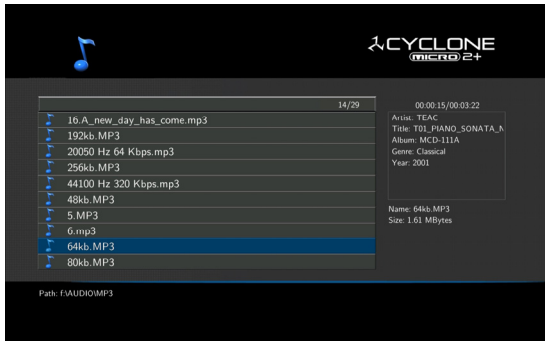 CYCLONE
micro 2+
14/29
00:00:15/00:03:22
16.A_new_day_has_come.mp3
192kb.MP3
20050 Hz 64 Kbps.mp3
256kb.MP3
44100 Hz 320 Kbps.mp3
48kb.MP3
5.MP3
6.mp3
64kb.MP3
80kb.MP3
Artist: TEAC
Title: T01_PIANO_SONATA_N
Album: MCD-111A
Genre: Classical
Year: 2001
Name: 64kb.MP3
Size: 1.61 MBytes
Path: f:\AUDIO\MP3